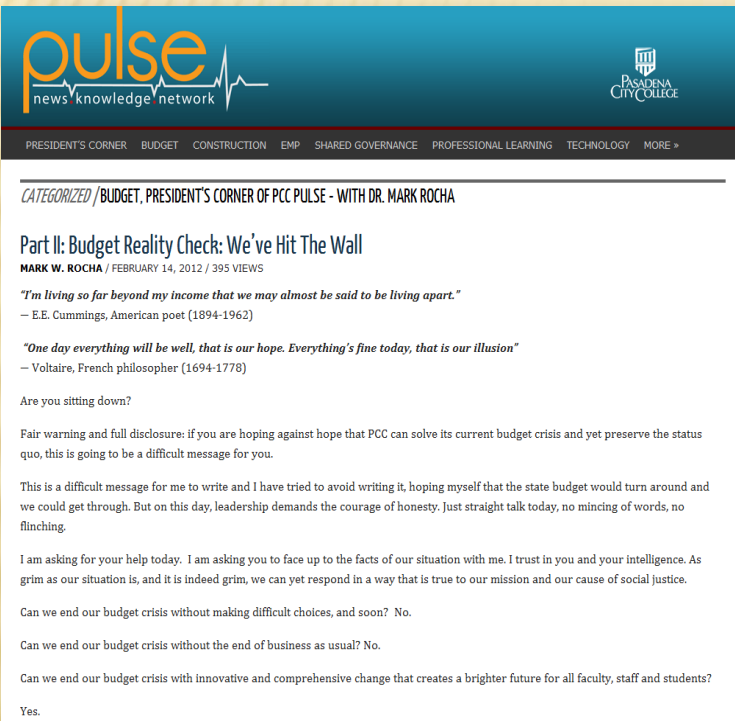 pulse
news knowledge network
PASADENA
CITY COLLEGE
PRESIDENT'S CORNER BUDGET CONSTRUCTION EMP SHARED GOVERNANCE PROFESSIONAL LEARNING TECHNOLOGY MORE »
CATEGORIZED / BUDGET, PRESIDENT'S CORNER OF PCC PULSE - WITH DR. MARK ROCHA
Part II: Budget Reality Check: We've Hit The Wall
MARK W. ROCHA / FEBRUARY 14, 2012 / 395 VIEWS
“I'm living so far beyond my income that we may almost be said to be living apart.”
— E.E. Cummings, American poet (1894-1962)
“One day everything will be well, that is our hope. Everything's fine today, that is our illusion”
— Voltaire, French philosopher (1694-1778)
Are you sitting down?
Fair warning and full disclosure: if you are hoping against hope that PCC can solve its current budget crisis and yet preserve the status
quo, this is going to be a difficult message for you.
This is a difficult message for me to write and I have tried to avoid writing it, hoping myself that the state budget would turn around and
we could get through. But on this day, leadership demands the courage of honesty. Just straight talk today, no mincing of words, no
flinching.
I am asking for your help today.  I am asking you to face up to the facts of our situation with me. I trust in you and your intelligence. As
grim as our situation is, and it is indeed grim, we can yet respond in a way that is true to our mission and our cause of social justice.
Can we end our budget crisis without making difficult choices, and soon?  No.
Can we end our budget crisis without the end of business as usual? No.
Can we end our budget crisis with innovative and comprehensive change that creates a brighter future for all faculty, staff and students?
Yes.